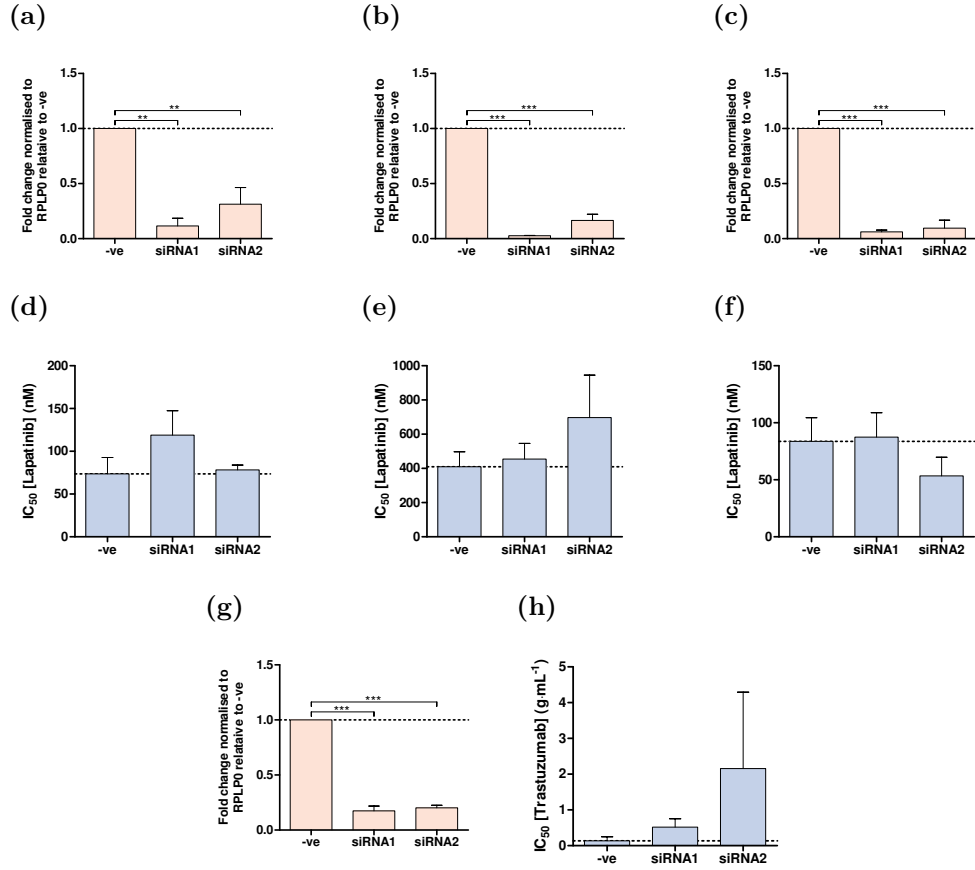 (a)
Fold change normalised to
RPLP0 relataive to -ve
1.5
1.0
0.5
0.0
**
**
-ve siRNA1 siRNA2
(b)
Fold change normalised to
RPLP0 relataive to -ve
1.5
1.0
0.5
0.0
***
***
-ve siRNA1 siRNA2
(c)
Fold change normalised to
RPLP0 relataive to -ve
1.5
1.0
0.5
0.0
***
***
-ve siRNA1 siRNA2
(d)
IC50 [Lapatinib] (nM)
200
150
100
50
0
-ve siRNA1 siRNA2
(e)
IC50 [Lapatinib] (nM)
1000
800
600
400
200
0
-ve siRNA1 siRNA2
(f)
IC50 [Lapatinib] (nM)
150
100
50
0
-ve siRNA1 siRNA2
(g)
Fold change normalised to
RPLP0 relataive to -ve
1.5
1.0
0.5
0.0
***
***
-ve siRNA1 siRNA2
(h)
IC50 [Trastuzumab] (g·mL-1)
5
4
3
2
1
0
-ve siRNA1 siRNA2